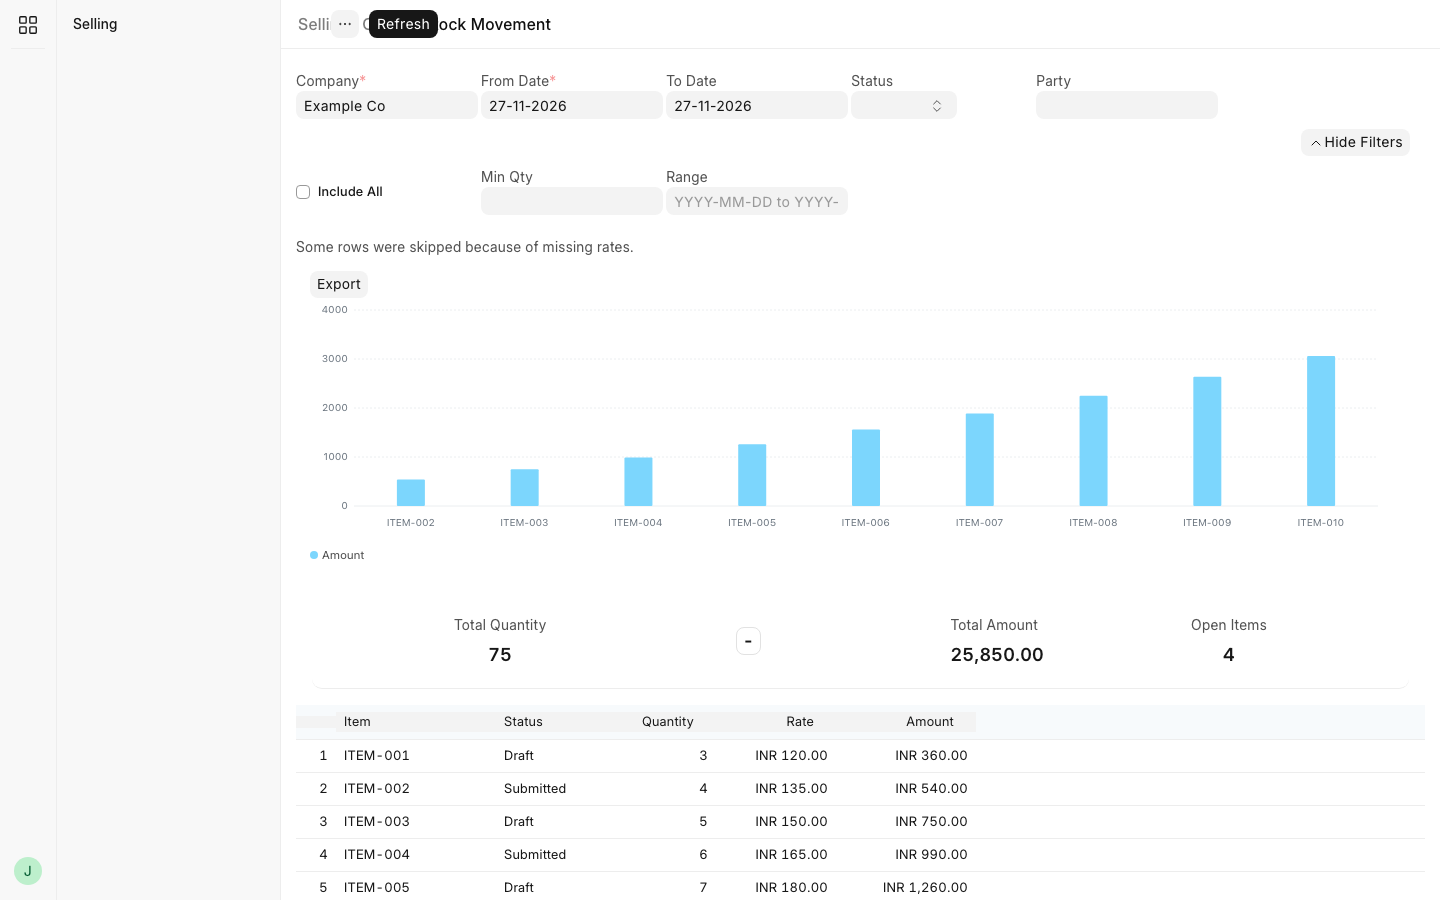 Selling
Selli ··· Refresh ock Movement
Company* From Date* To Date Status Party
Example Co 27-11-2026 27-11-2026
Hide Filters
Include All Min Qty Range
YYYY-MM-DD to YYYY-
Some rows were skipped because of missing rates.
Export
4000
3000
2000
1000
0
ITEM-002 ITEM-003 ITEM-004 ITEM-005 ITEM-006 ITEM-007 ITEM-008 ITEM-009 ITEM-010
Amount
Total Quantity Total Amount Open Items
75 - 25,850.00 4
Item Status Quantity Rate Amount
1 ITEM-001 Draft 3 INR 120.00 INR 360.00
2 ITEM-002 Submitted 4 INR 135.00 INR 540.00
3 ITEM-003 Draft 5 INR 150.00 INR 750.00
4 ITEM-004 Submitted 6 INR 165.00 INR 990.00
5 ITEM-005 Draft 7 INR 180.00 INR 1,260.00
J